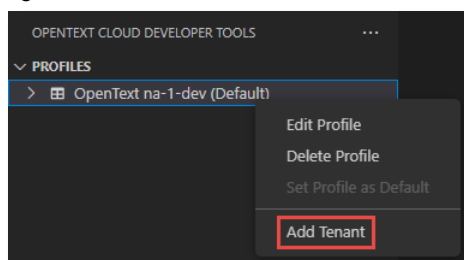 OPENTEXT CLOUD DEVELOPER TOOLS ...
PROFILES
OpenText na-1-dev (Default)
Edit Profile
Delete Profile
Set Profile as Default
Add Tenant